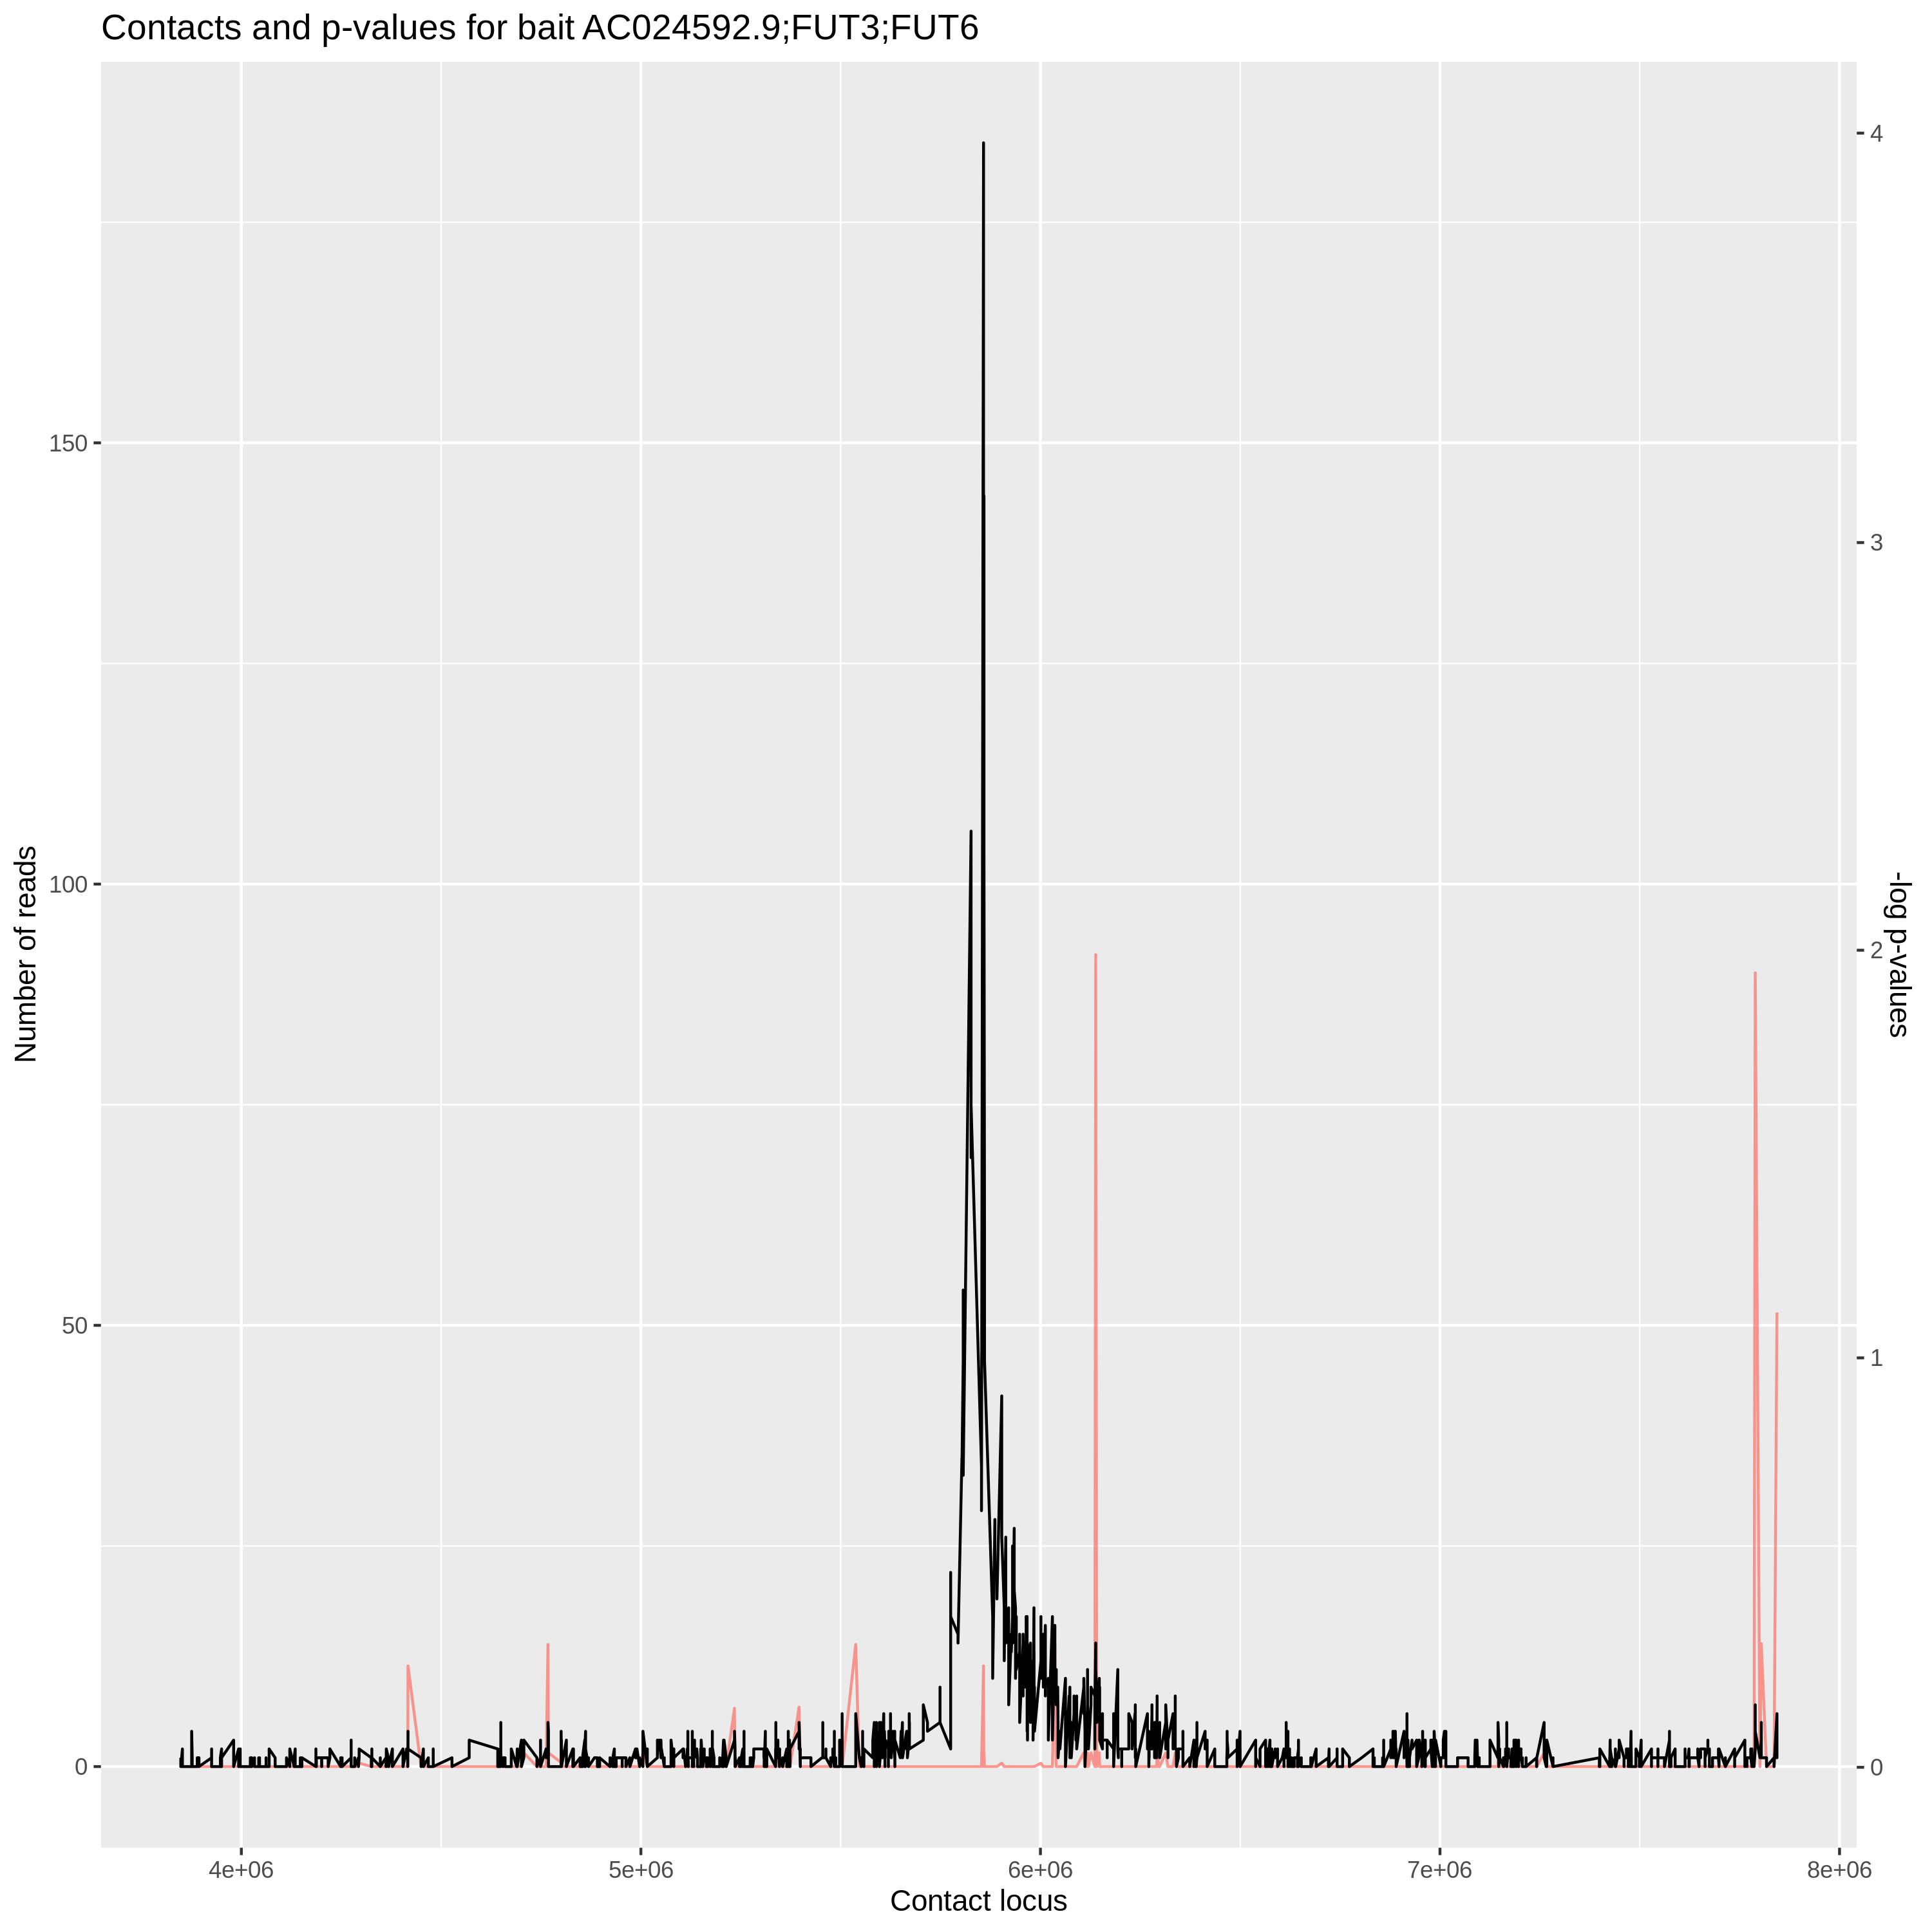 Contacts and p-values for bait AC024592.9;FUT3;FUT6
Number of reads
150
100
50
0
4
3
2
1
0
-log p-values
4e+06 5e+06 6e+06 7e+06 8e+06
Contact locus